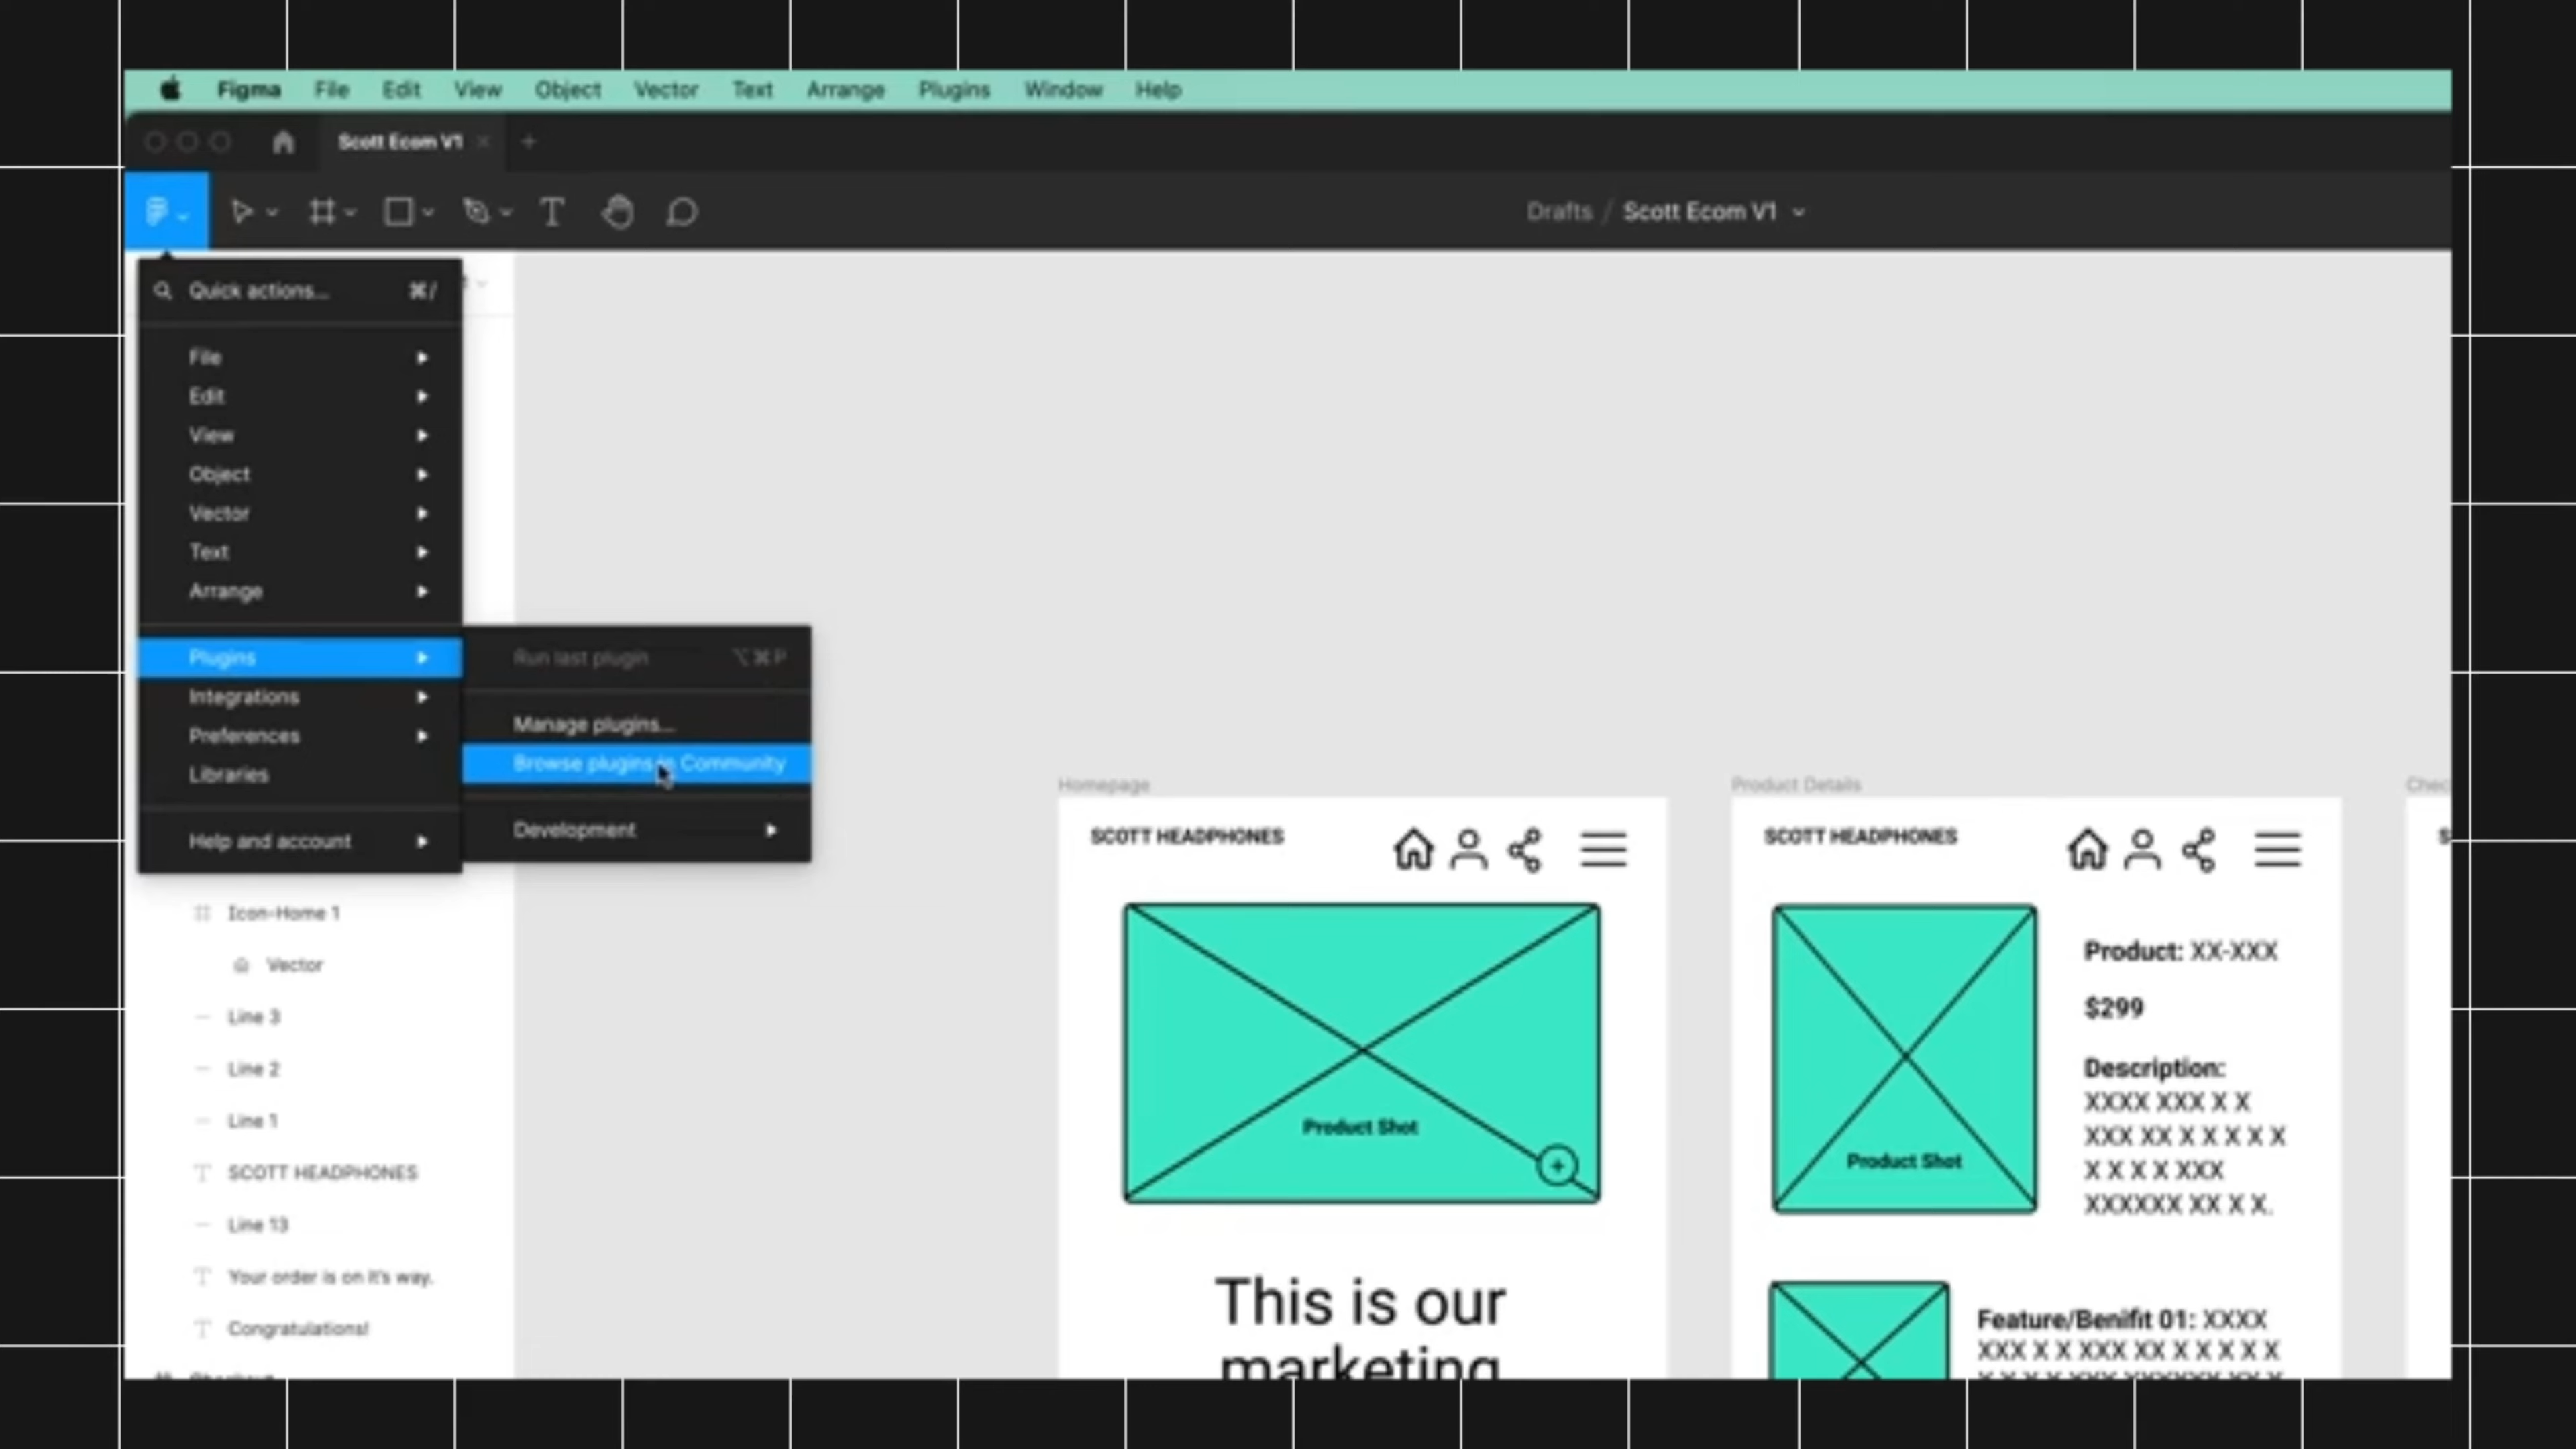 Figma File Edit View Object Vector Text Arrange Plugins Window Help
Scott Ecom V1
Drafts / Scott Ecom V1
Quick actions... ⌘/
File
Edit
View
Object
Vector
Text
Arrange
Plugins
Integrations
Preferences
Libraries
Help and account
Run last plugin ⌥⌘P
Manage plugins...
Browse plugins in Community
Development
Icon-Home 1
Vector
Line 3
Line 2
Line 1
SCOTT HEADPHONES
Line 13
Your order is on it's way.
Congratulations!
Homepage
SCOTT HEADPHONES
Product Shot
This is our
marketing
Product Details
SCOTT HEADPHONES
Product Shot
Product: XX-XXX
$299
Description:
XXXX XXX X X
XXX XX X X X X X
X X X X XXX
XXXXXX XX X X.
Feature/Benifit 01: XXXX
XXX X X XXX XX X X X X X